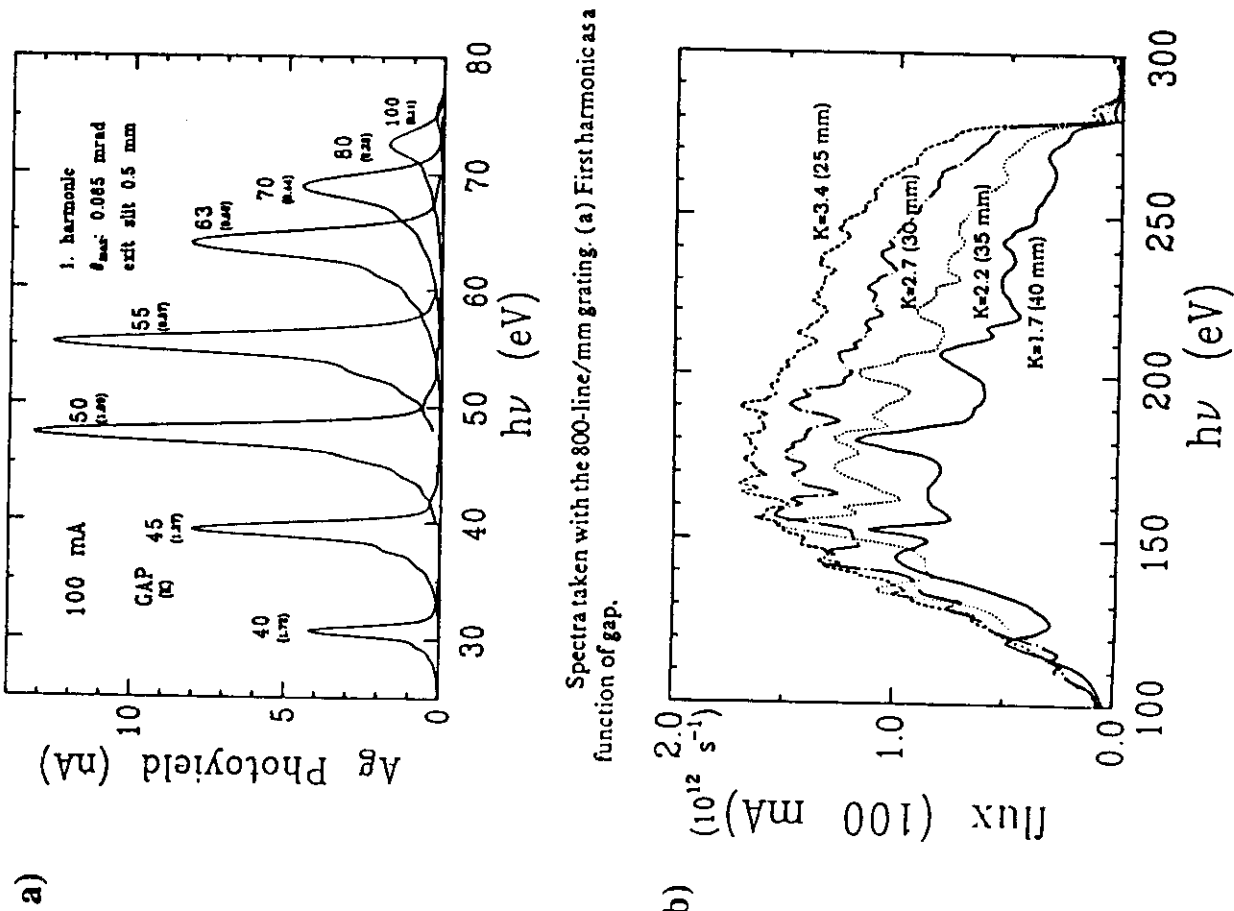 a)
Ag Photoyield (nA)
10
5
0
100 mA
GAP
(K)
40
(1.72)
45
50
55
63
70
80
100
1. harmonic
exit slit 0.5 mm
30
40
50
60
70
80
hν (eV)
Spectra taken with the 800-line/mm grating. (a) First harmonic as a
function of gap.
b)
flux (100 mA)
(10¹² s⁻¹)
2.0
1.0
0.0
K=3.4 (25 mm)
K=2.7 (30 mm)
K=2.2 (35 mm)
K=1.7 (40 mm)
100
150
200
250
300
hν (eV)